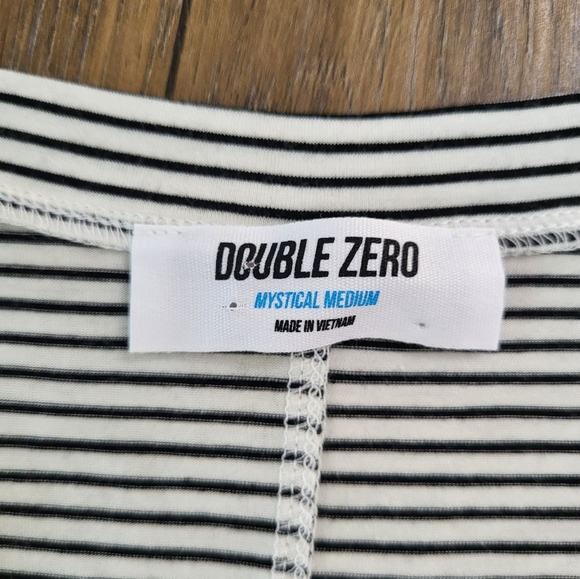 DOUBLE ZERO
MYSTICAL MEDIUM
MADE IN VIETNAM